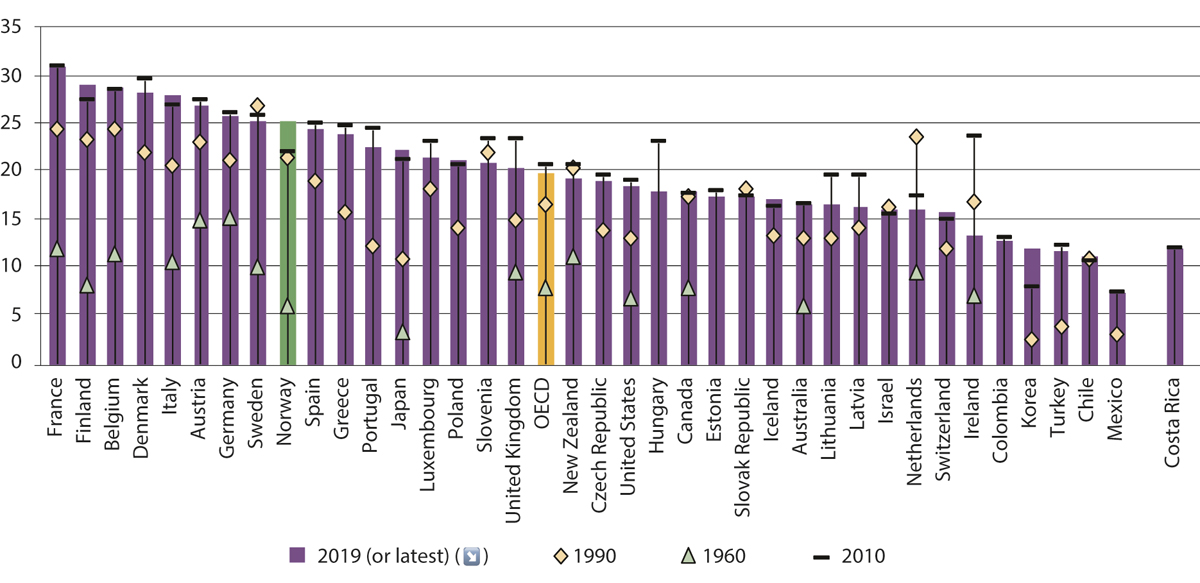 35
30
25
20
15
10
5
0
France
Finland
Belgium
Denmark
Italy
Austria
Germany
Sweden
Norway
Spain
Greece
Portugal
Japan
Luxembourg
Poland
Slovenia
United Kingdom
OECD
New Zealand
Czech Republic
United States
Hungary
Canada
Estonia
Slovak Republic
Iceland
Australia
Lithuania
Latvia
Israel
Netherlands
Switzerland
Ireland
Colombia
Korea
Turkey
Chile
Mexico
Costa Rica
2019 (or latest) (↘) 1990 1960 2010